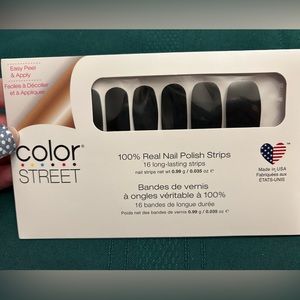 Easy Peel
& Apply
Faciles à Décoller
et à Appliquer
color
STREET
100% Real Nail Polish Strips
16 long-lasting strips
nail strips net wt 0.99 g / 0.035 oz ℮
Bandes de vernis
à ongles véritable à 100%
16 bandes de longue durée
Poids net des bandes de vernis 0.99 g / 0.035 oz ℮
Made in USA
Fabriquées aux
ÉTATS-UNIS